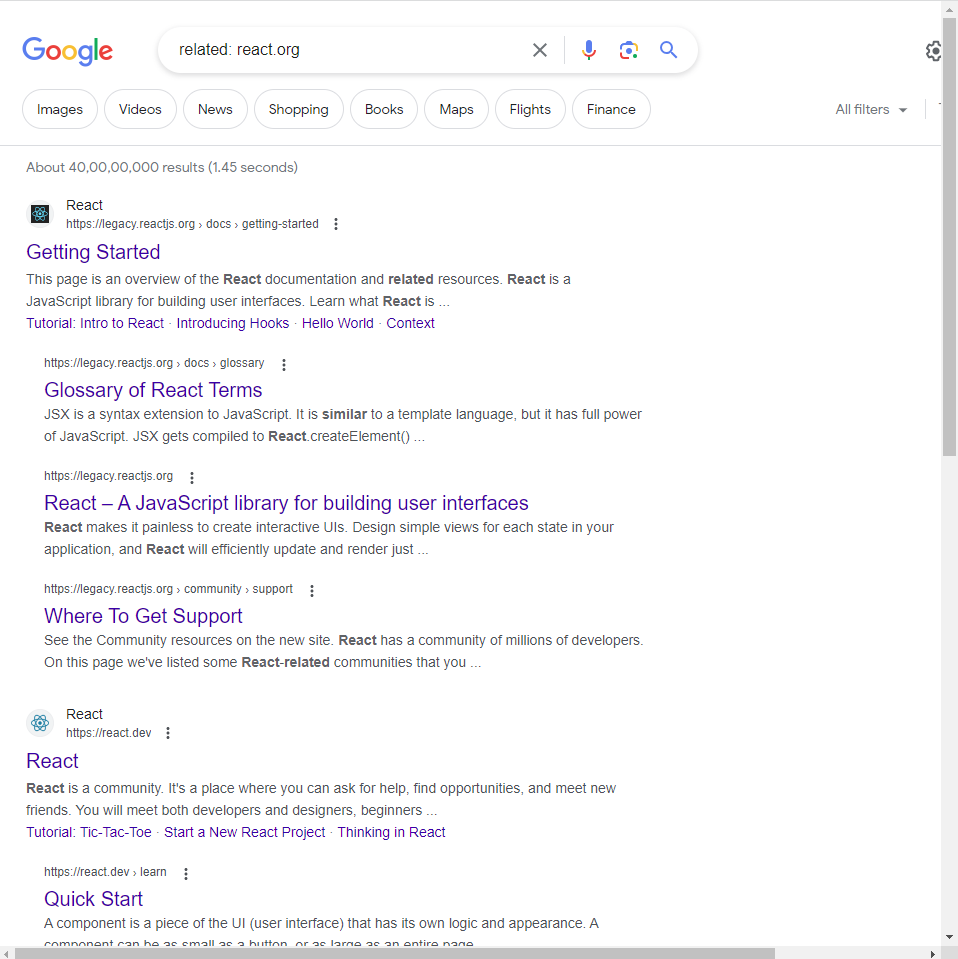 Google
related: react.org
Images Videos News Shopping Books Maps Flights Finance All filters
About 40,00,00,000 results (1.45 seconds)
React
https://legacy.reactjs.org › docs › getting-started
Getting Started
This page is an overview of the React documentation and related resources. React is a
JavaScript library for building user interfaces. Learn what React is ...
Tutorial: Intro to React · Introducing Hooks · Hello World · Context
https://legacy.reactjs.org › docs › glossary
Glossary of React Terms
JSX is a syntax extension to JavaScript. It is similar to a template language, but it has full power
of JavaScript. JSX gets compiled to React.createElement() ...
https://legacy.reactjs.org
React – A JavaScript library for building user interfaces
React makes it painless to create interactive UIs. Design simple views for each state in your
application, and React will efficiently update and render just ...
https://legacy.reactjs.org › community › support
Where To Get Support
See the Community resources on the new site. React has a community of millions of developers.
On this page we've listed some React-related communities that you ...
React
https://react.dev
React
React is a community. It's a place where you can ask for help, find opportunities, and meet new
friends. You will meet both developers and designers, beginners ...
Tutorial: Tic-Tac-Toe · Start a New React Project · Thinking in React
https://react.dev › learn
Quick Start
A component is a piece of the UI (user interface) that has its own logic and appearance. A
component can be as small as a button, or as large as an entire page.